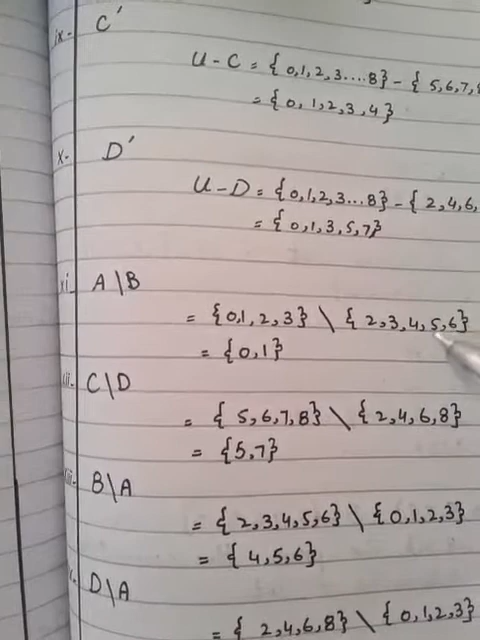 ix- C'
U - C = { 0,1,2,3....8} - { 5,6,7,8
= { 0, 1,2,3,4}
x- D'
U - D = {0,1,2,3...8} - { 2,4,6,
= {0,1,3,5,7}
xi- A \ B
= {0,1,2,3} \ { 2,3,4,5,6}
= {0,1}
xii- C \ D
= { 5,6,7,8} \ { 2,4,6,8}
= {5,7}
xiii- B \ A
= { 2,3,4,5,6} \ {0,1,2,3}
= { 4,5,6}
D \ A
= { 2,4,6,8} \ {0,1,2,3}